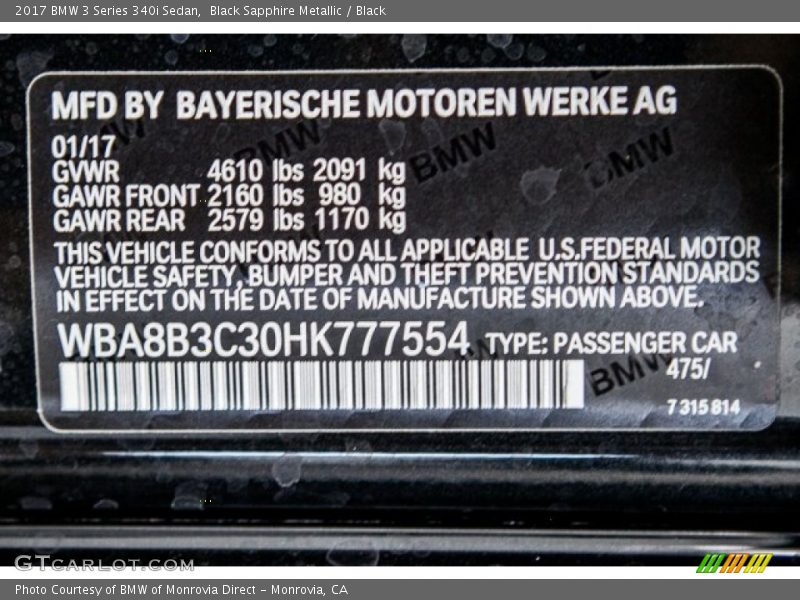 2017 BMW 3 Series 340i Sedan,  Black Sapphire Metallic / Black
MFD BY BAYERISCHE MOTOREN WERKE AG
01/17
GVWR 4610 lbs 2091 kg
GAWR FRONT 2160 lbs 980 kg
GAWR REAR 2579 lbs 1170 kg
THIS VEHICLE CONFORMS TO ALL APPLICABLE U.S.FEDERAL MOTOR
VEHICLE SAFETY, BUMPER AND THEFT PREVENTION STANDARDS
IN EFFECT ON THE DATE OF MANUFACTURE SHOWN ABOVE.
WBA8B3C30HK777554 TYPE: PASSENGER CAR
475/
7 315 814
BMW
BMW
BMW
BMW
GTCARLOT.COM
Photo Courtesy of BMW of Monrovia Direct - Monrovia, CA